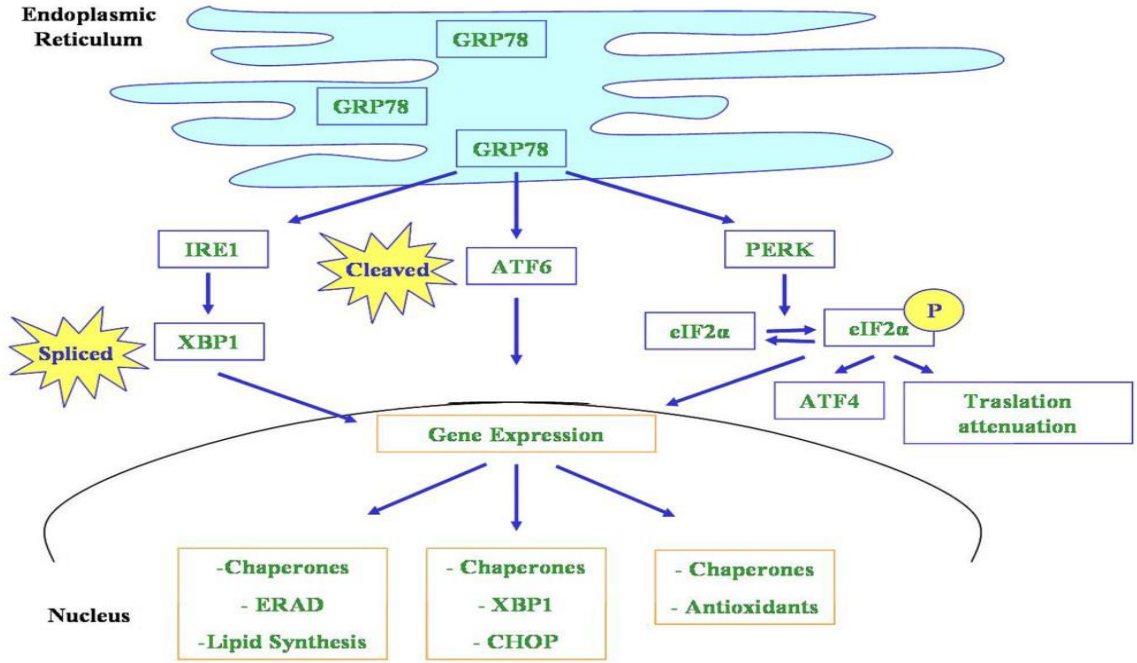 Endoplasmic
Reticulum
GRP78
GRP78
GRP78
IRE1
Cleaved
ATF6
PERK
Spliced
XBP1
eIF2α
eIF2α
P
ATF4
Traslation
attenuation
Gene Expression
-Chaperones
- ERAD
-Lipid Synthesis
- Chaperones
- XBP1
- CHOP
- Chaperones
- Antioxidants
Nucleus